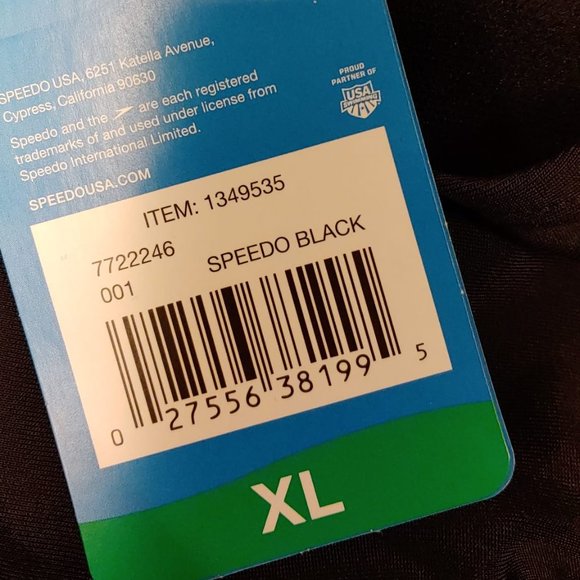 SPEEDO USA, 6251 Katella Avenue,
Cypress, California 90630
Speedo and the are each registered
trademarks of and used under license from
Speedo International Limited.
SPEEDOUSA.COM
PROUD
PARTNER OF
USA
SWIMMING
ITEM: 1349535
7722246
001 SPEEDO BLACK
0 27556 38199 5
XL